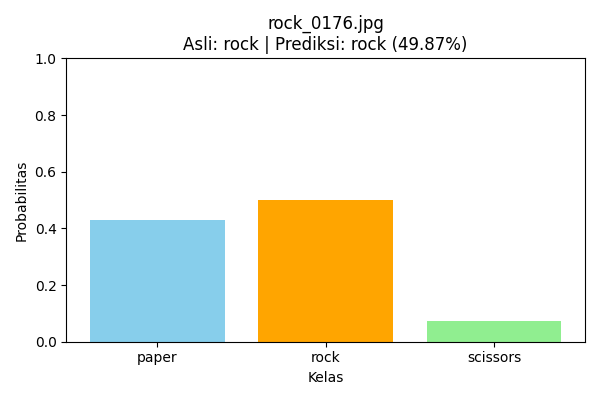 rock_0176.jpg
Asli: rock | Prediksi: rock (49.87%)
1.0
0.8
0.6
0.4
0.2
0.0
Probabilitas
paper rock scissors
Kelas